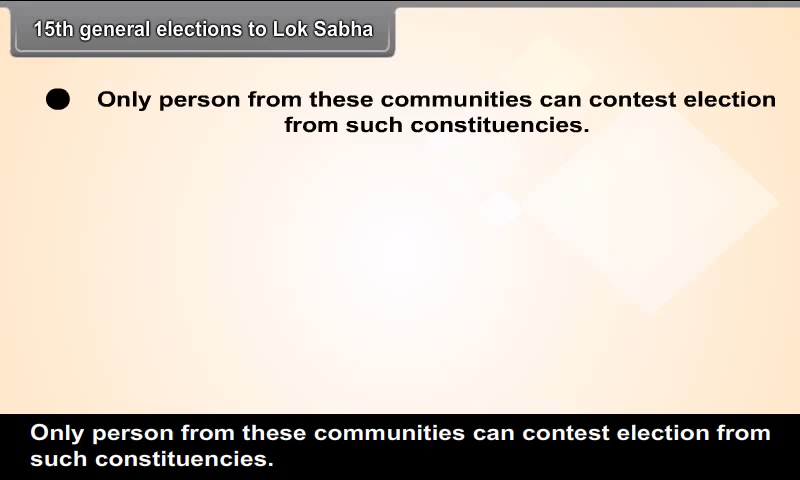 15th general elections to Lok Sabha
Only person from these communities can contest election
from such constituencies.
Only person from these communities can contest election from
such constituencies.